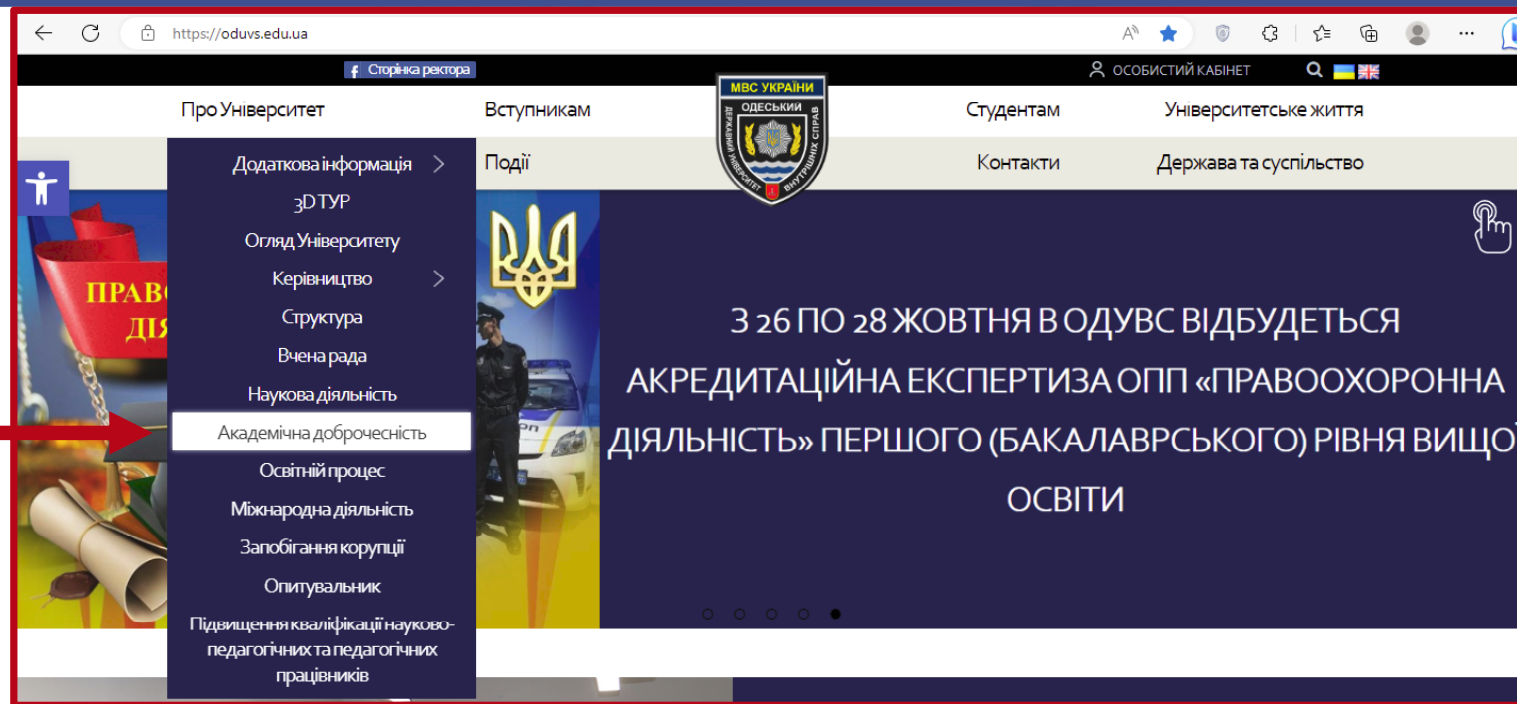 https://oduvs.edu.ua
Сторінка ректора
ОСОБИСТИЙ КАБІНЕТ
Про Університет
Вступникам
Студентам
Університетське життя
МВС УКРАЇНИ
ОДЕСЬКИЙ
ДЕРЖАВНИЙ УНІВЕРСИТЕТ ВНУТРІШНІХ СПРАВ
Події
Контакти
Держава та суспільство
Додаткова інформація
3D ТУР
Огляд Університету
Керівництво
Структура
Вчена рада
Наукова діяльність
Академічна доброчесність
Освітній процес
Міжнародна діяльність
Запобігання корупції
Опитувальник
Підвищення кваліфікації науково-
педагогічних та педагогічних
працівників
ПРАВ
ДІЯ
З 26 ПО 28 ЖОВТНЯ В ОДУВС ВІДБУДЕТЬСЯ
АКРЕДИТАЦІЙНА ЕКСПЕРТИЗА ОПП «ПРАВООХОРОННА
ДІЯЛЬНІСТЬ» ПЕРШОГО (БАКАЛАВРСЬКОГО) РІВНЯ ВИЩОЇ
ОСВІТИ